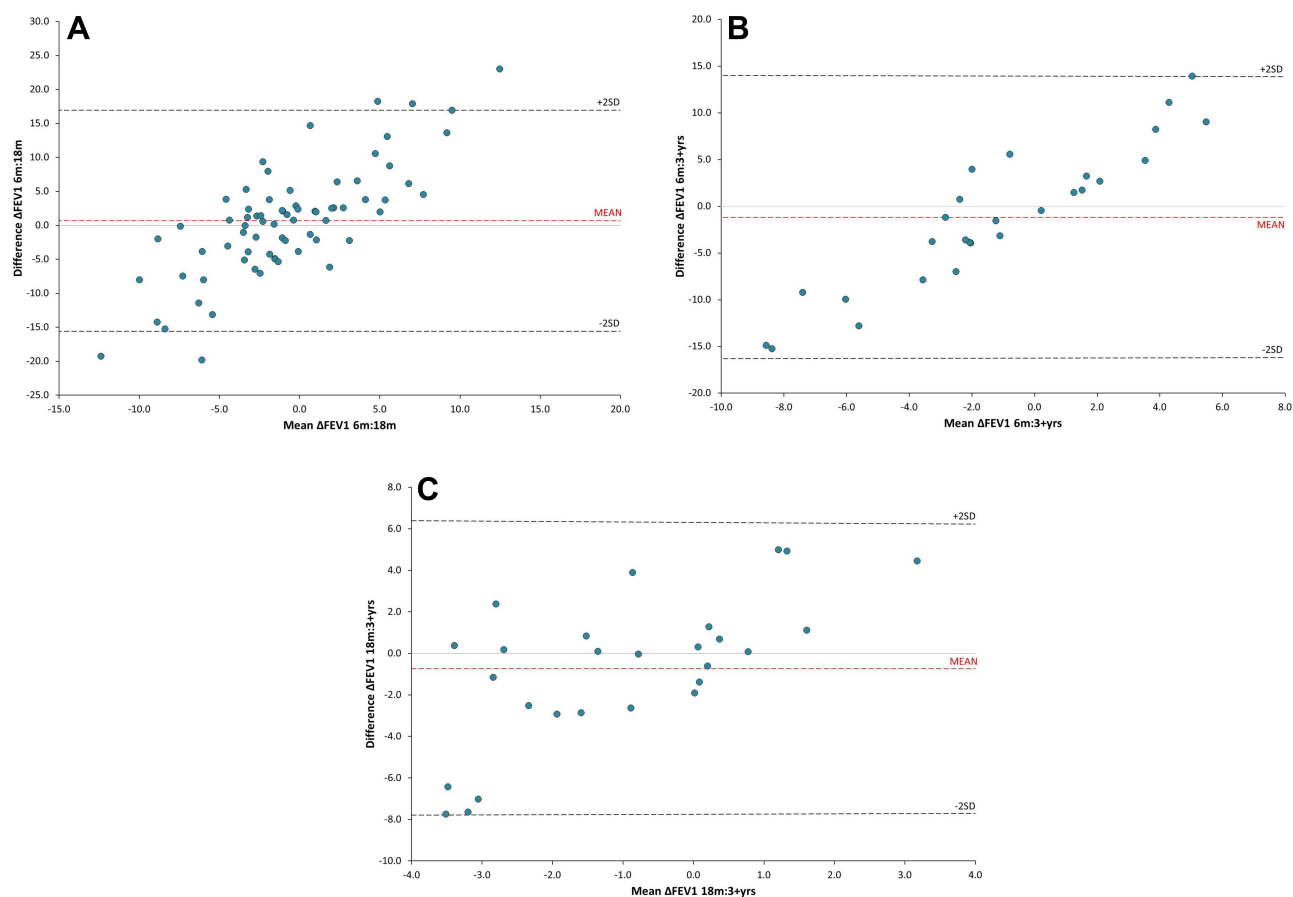 A
30.0
25.0
20.0
15.0
10.0
5.0
0.0
-5.0
-10.0
-15.0
-20.0
-25.0
-15.0 -10.0 -5.0 0.0 5.0 10.0 15.0 20.0
Difference ΔFEV1 6m:18m
Mean ΔFEV1 6m:18m
+2SD
MEAN
-2SD
B
20.0
15.0
10.0
5.0
0.0
-5.0
-10.0
-15.0
-20.0
-10.0 -8.0 -6.0 -4.0 -2.0 0.0 2.0 4.0 6.0 8.0
Difference ΔFEV1 6m:3+yrs
Mean ΔFEV1 6m:3+yrs
+2SD
MEAN
-2SD
C
8.0
6.0
4.0
2.0
0.0
-2.0
-4.0
-6.0
-8.0
-10.0
-4.0 -3.0 -2.0 -1.0 0.0 1.0 2.0 3.0 4.0
Difference ΔFEV1 18m:3+yrs
Mean ΔFEV1 18m:3+yrs
+2SD
MEAN
-2SD